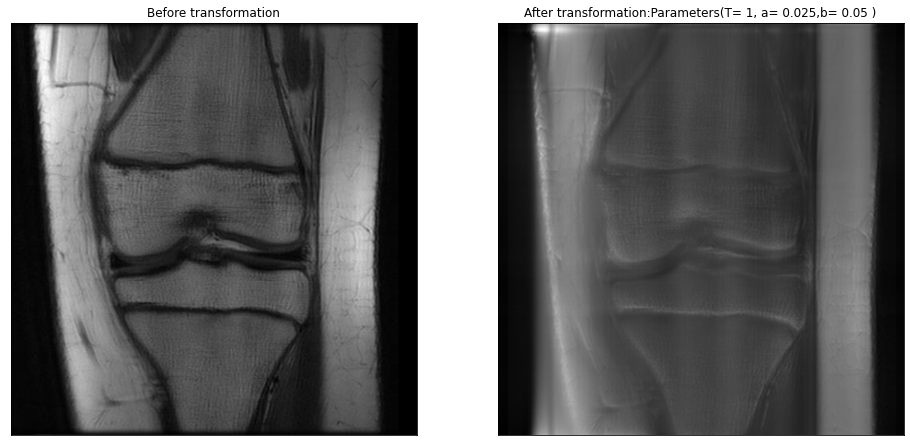 Before transformation
After transformation:Parameters(T= 1, a= 0.025,b= 0.05 )